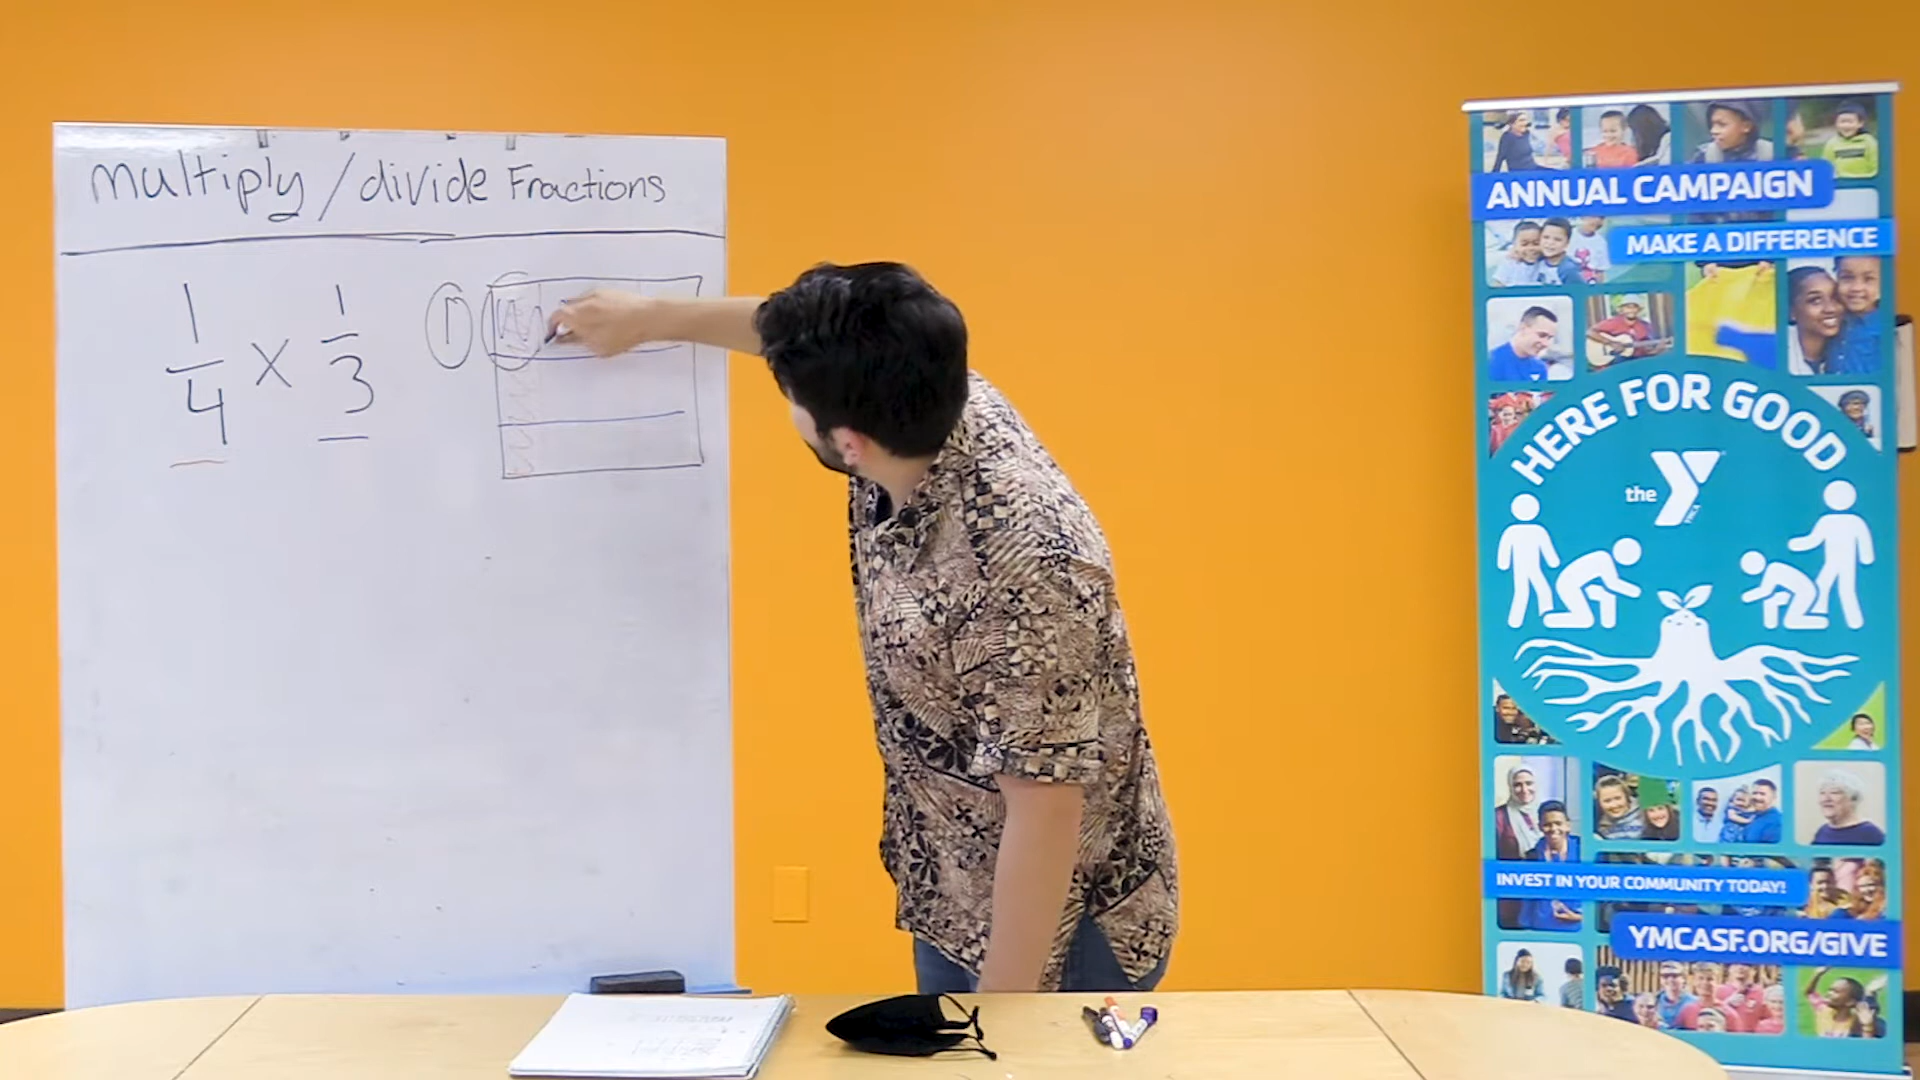 multiply / divide Fractions
1/4 x 1/3
1
ANNUAL CAMPAIGN
MAKE A DIFFERENCE
HERE FOR GOOD
the Y
YMCA
INVEST IN YOUR COMMUNITY TODAY!
YMCASF.ORG/GIVE